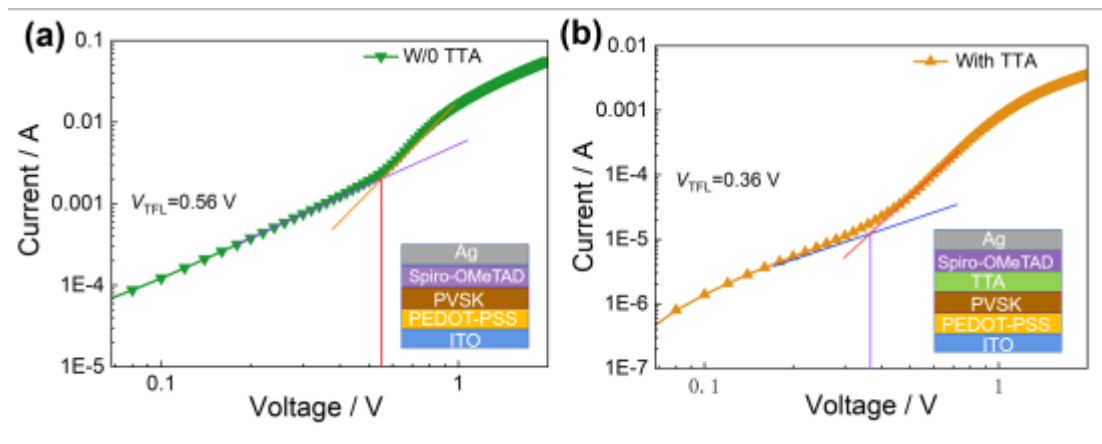 (a)
0.1
0.01
0.001
1E-4
1E-5
Current / A
W/0 TTA
V_TFL=0.56 V
Ag
Spiro-OMeTAD
PVSK
PEDOT-PSS
ITO
0.1
1
Voltage / V
(b)
0.01
0.001
1E-4
1E-5
1E-6
1E-7
Current / A
With TTA
V_TFL=0.36 V
Ag
Spiro-OMeTAD
TTA
PVSK
PEDOT-PSS
ITO
0.1
1
Voltage / V